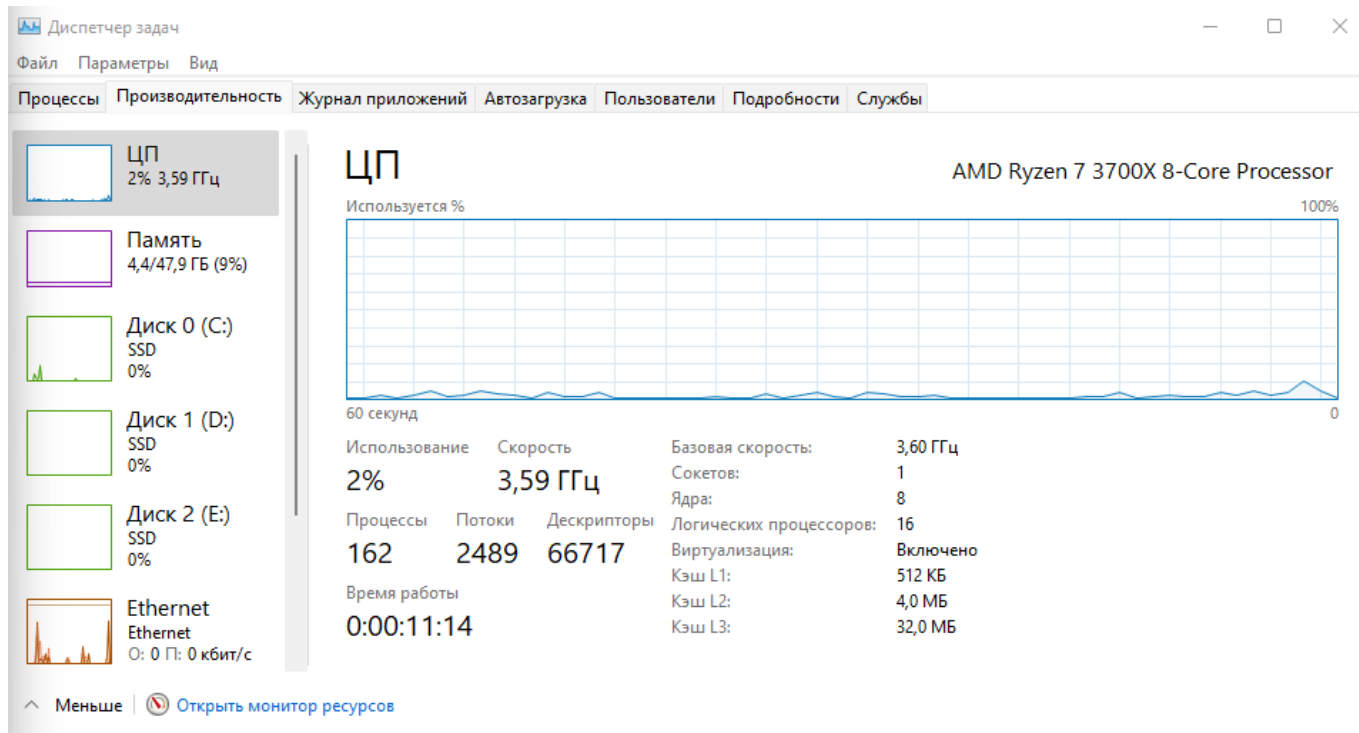 Диспетчер задач
Файл Параметры Вид
Процессы Производительность Журнал приложений Автозагрузка Пользователи Подробности Службы
ЦП
2% 3,59 ГГц
Память
4,4/47,9 ГБ (9%)
Диск 0 (C:)
SSD
0%
Диск 1 (D:)
SSD
0%
Диск 2 (E:)
SSD
0%
Ethernet
Ethernet
О: 0 П: 0 кбит/с
ЦП
AMD Ryzen 7 3700X 8-Core Processor
Используется % 100%
60 секунд 0
Использование Скорость
2% 3,59 ГГц
Процессы Потоки Дескрипторы
162 2489 66717
Время работы
0:00:11:14
Базовая скорость: 3,60 ГГц
Сокетов: 1
Ядра: 8
Логических процессоров: 16
Виртуализация: Включено
Кэш L1: 512 КБ
Кэш L2: 4,0 МБ
Кэш L3: 32,0 МБ
Меньше Открыть монитор ресурсов